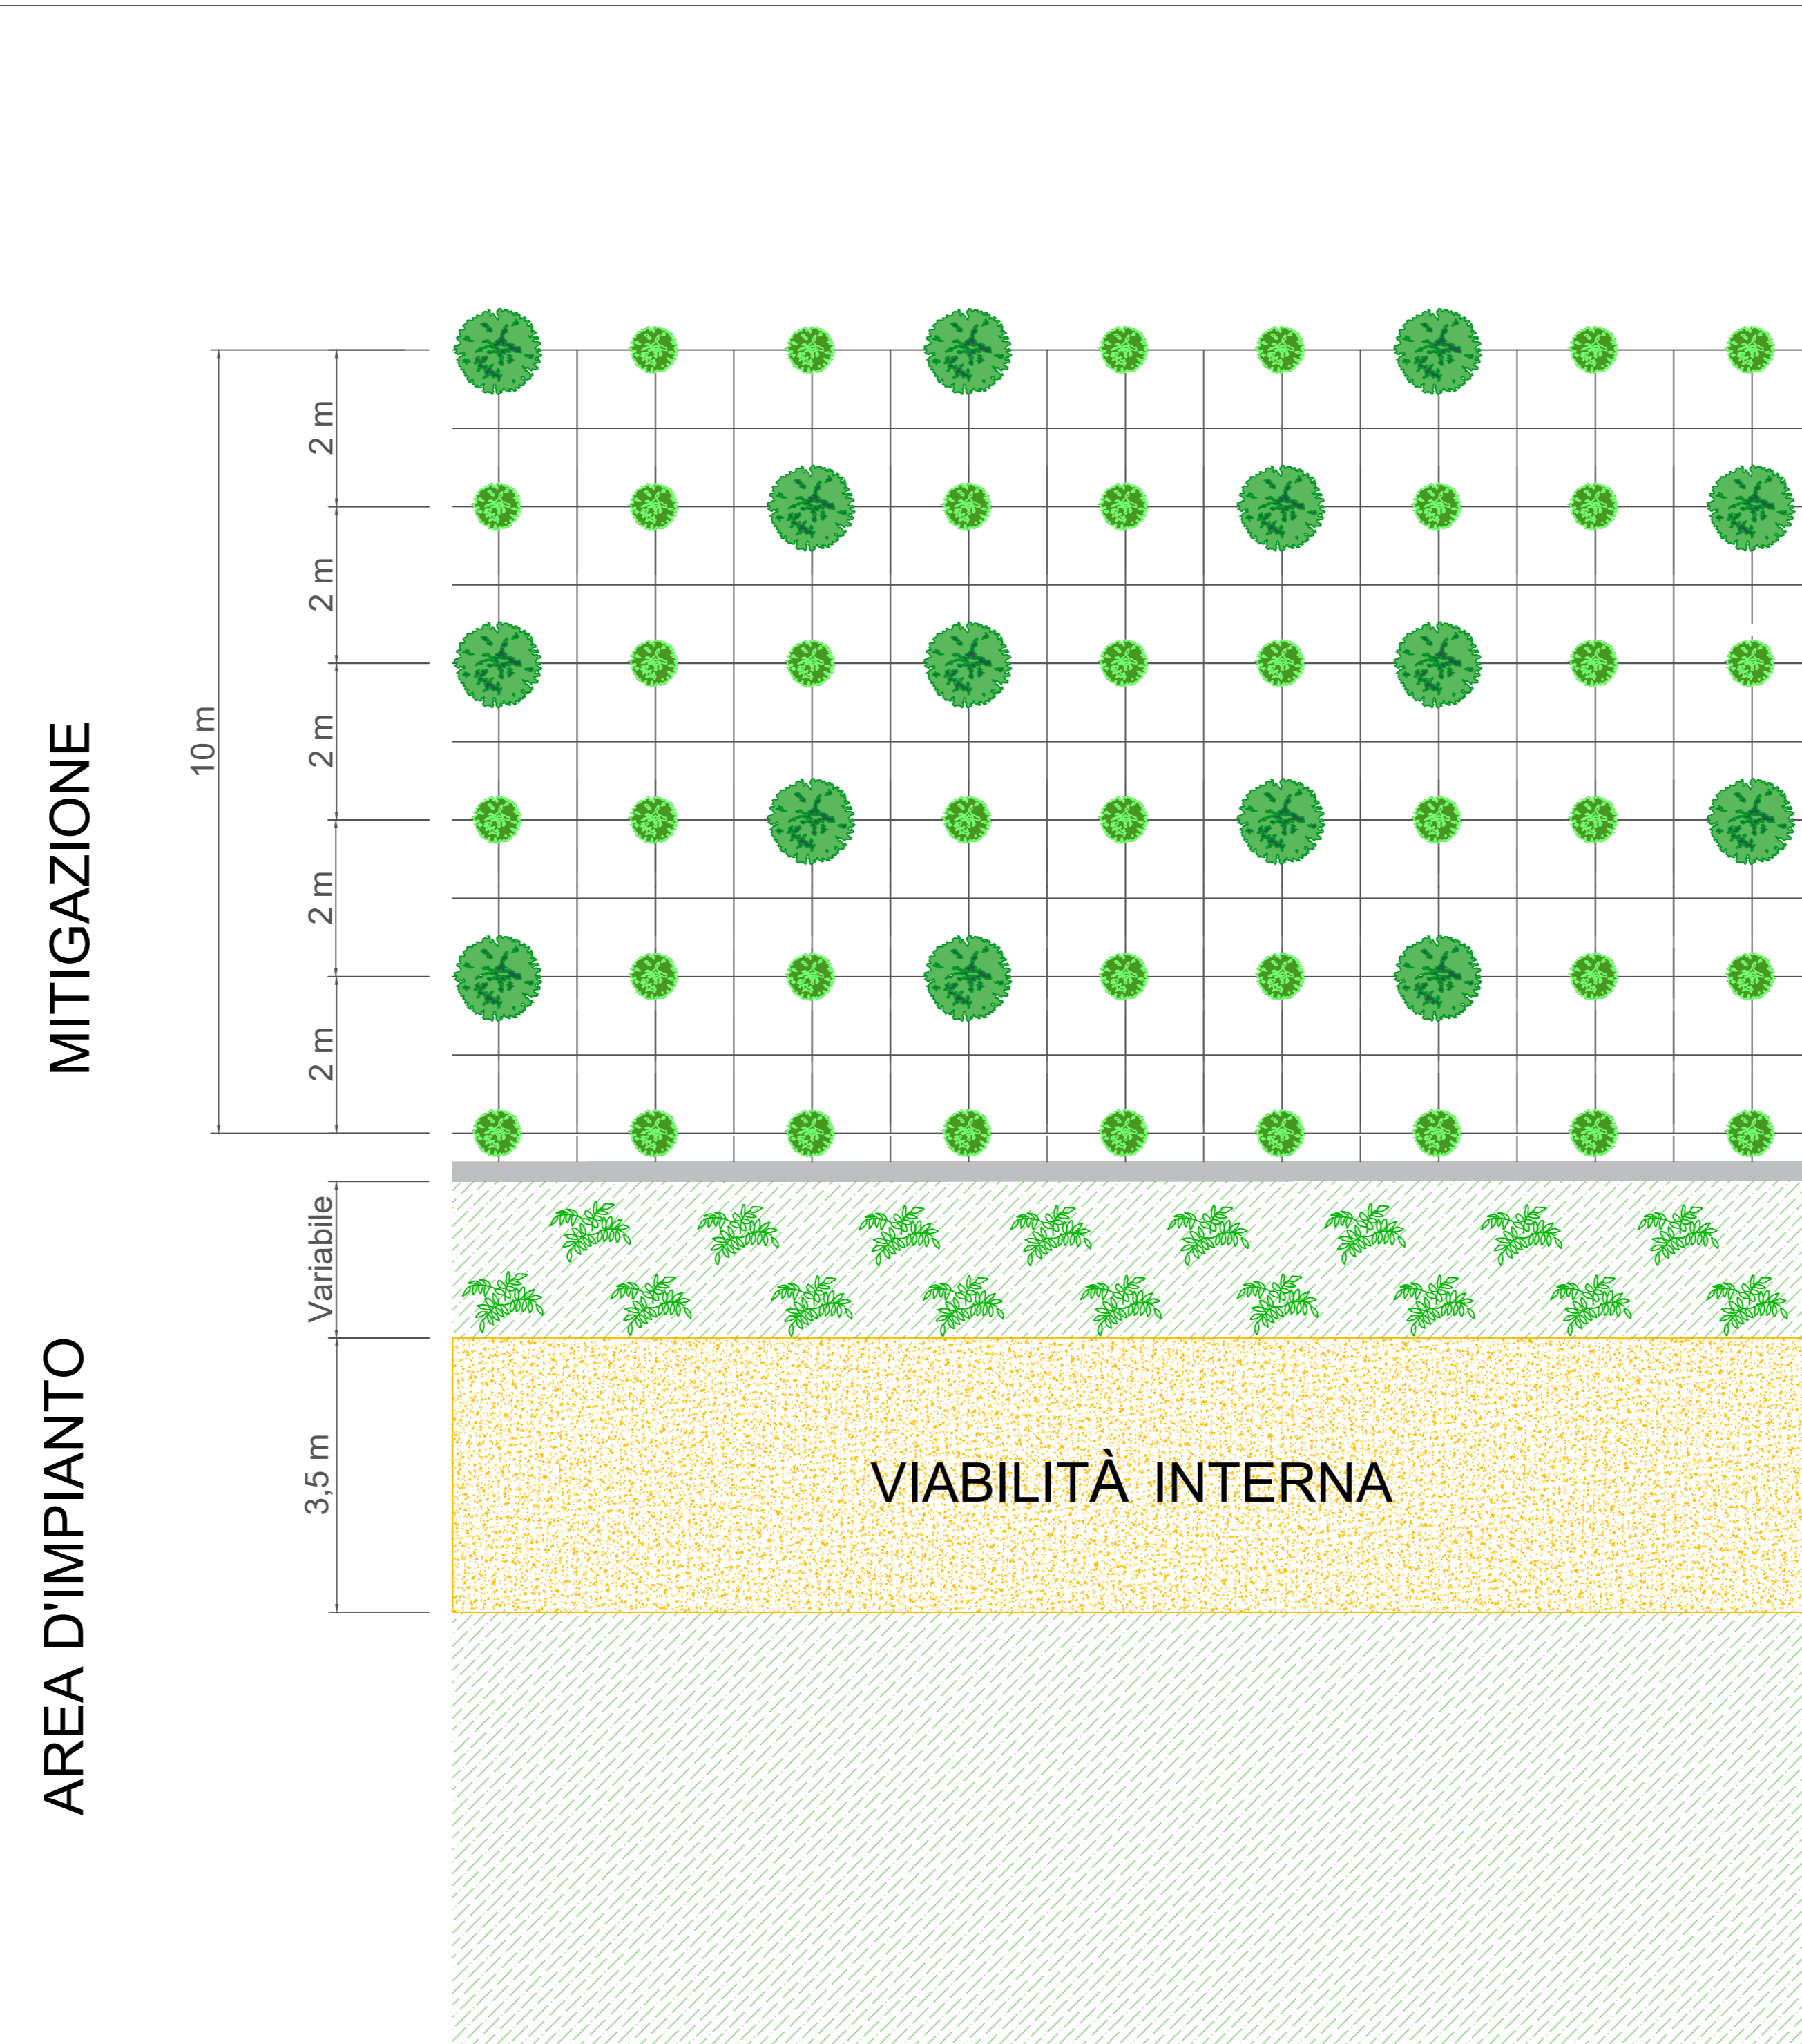 MITIGAZIONE
10 m
2 m
2 m
2 m
2 m
2 m
AREA D'IMPIANTO
Variabile
3,5 m
VIABILITÀ INTERNA